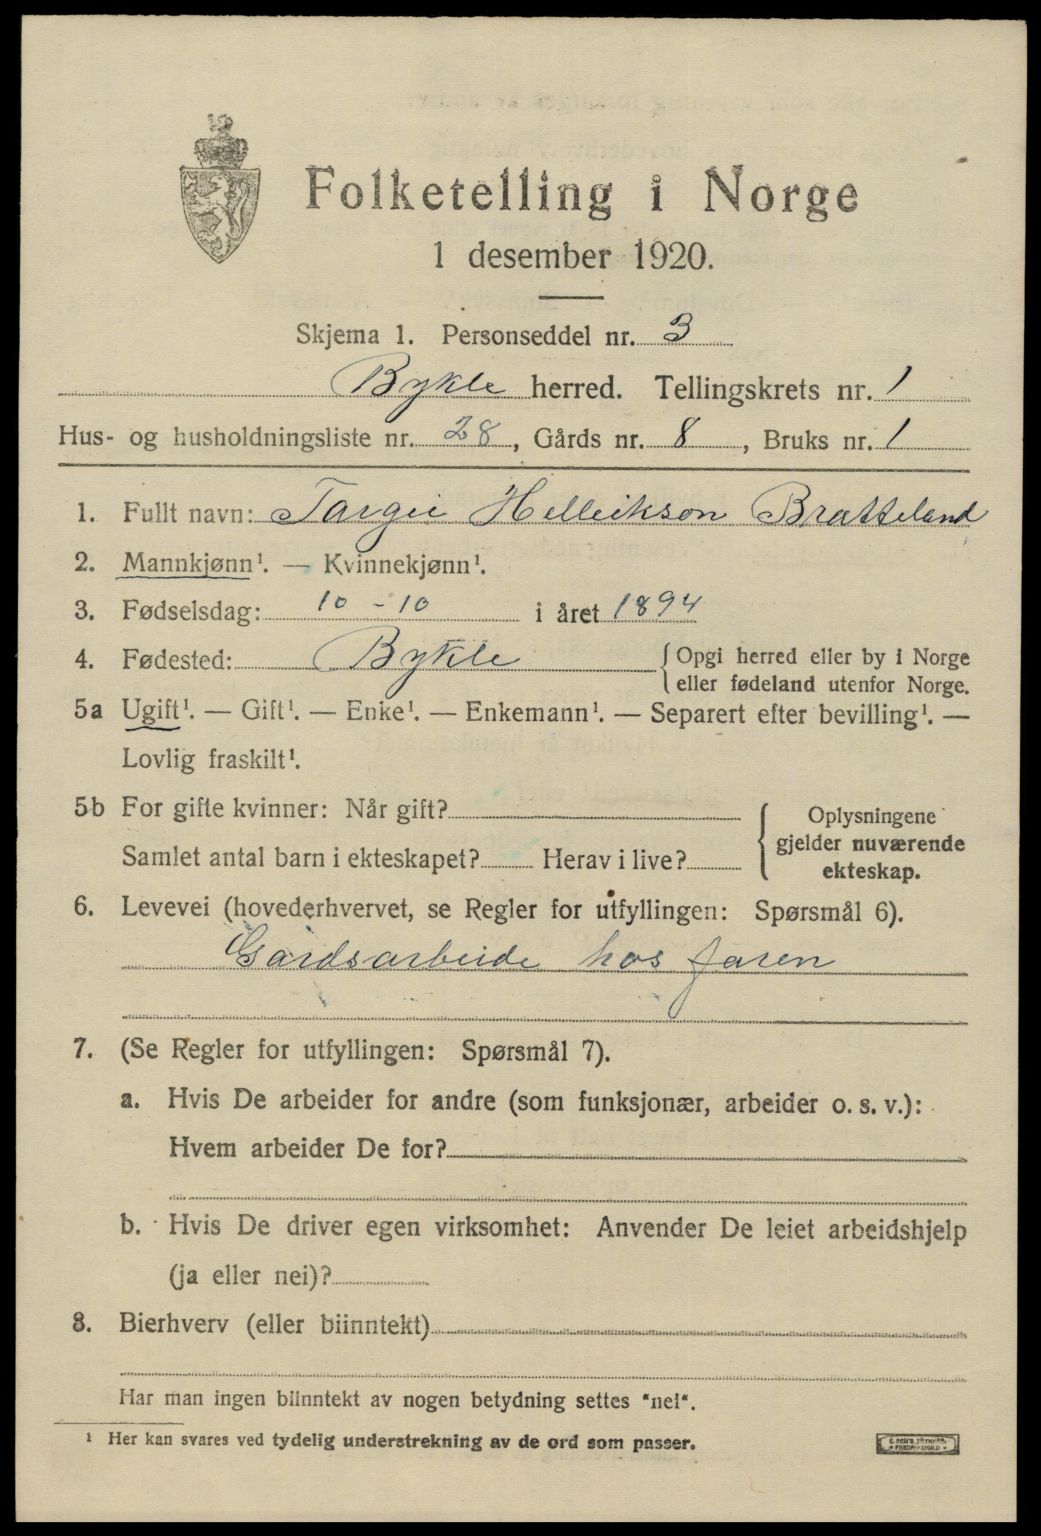 Folketelling i Norge
1 desember 1920.
Skjema 1. Personseddel nr. 3
Bykle herred. Tellingskrets nr. 1
Hus- og husholdningsliste nr. 28, Gårds nr. 8, Bruks nr. 1
1. Fullt navn: Targei Helleikson Bratteland
2. Mannkjønn¹. — Kvinnekjønn¹.
3. Fødselsdag: 10 - 10 i året 1894
4. Fødested: Bykle { Opgi herred eller by i Norge
eller fødeland utenfor Norge.
5a Ugift¹. — Gift¹. — Enke¹. — Enkemann¹. — Separert efter bevilling¹. —
Lovlig fraskilt¹.
5b For gifte kvinner: Når gift?
Samlet antal barn i ekteskapet? Herav i live?
Oplysningene
gjelder nuværende
ekteskap.
6. Levevei (hovederhvervet, se Regler for utfyllingen: Spørsmål 6).
Gardsarbeide hos faren
7. (Se Regler for utfyllingen: Spørsmål 7).
a. Hvis De arbeider for andre (som funksjonær, arbeider o. s. v.):
Hvem arbeider De for?
b. Hvis De driver egen virksomhet: Anvender De leiet arbeidshjelp
(ja eller nei)?
8. Bierhverv (eller biinntekt)
Har man ingen biinntekt av nogen betydning settes "nei".
¹ Her kan svares ved tydelig understrekning av de ord som passer.